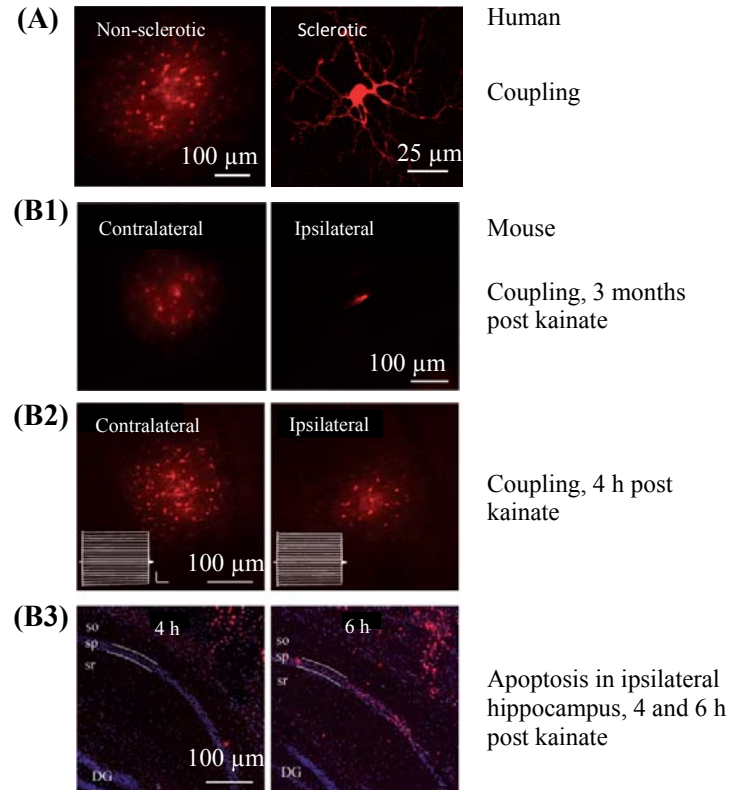 (A)
Non-sclerotic
Sclerotic
100 µm
25 µm
Human
Coupling
(B1)
Contralateral
Ipsilateral
100 µm
Mouse
Coupling, 3 months
post kainate
(B2)
Contralateral
Ipsilateral
100 µm
100 µm
Coupling, 4 h post
kainate
(B3)
4 h
6 h
so
sp
sr
DG
100 µm
so
sp
sr
DG
Apoptosis in ipsilateral
hippocampus, 4 and 6 h
post kainate